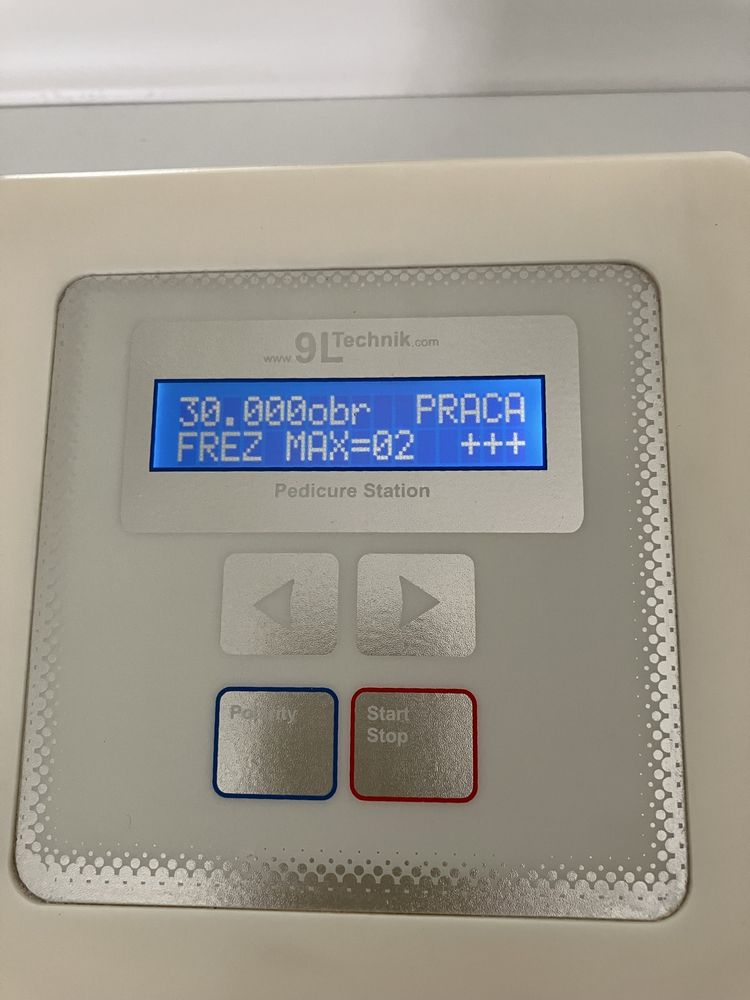 www.9LTechnik.com
30.000obr PRACA
FREZ MAX=02 +++
Pedicure Station
Start
Stop